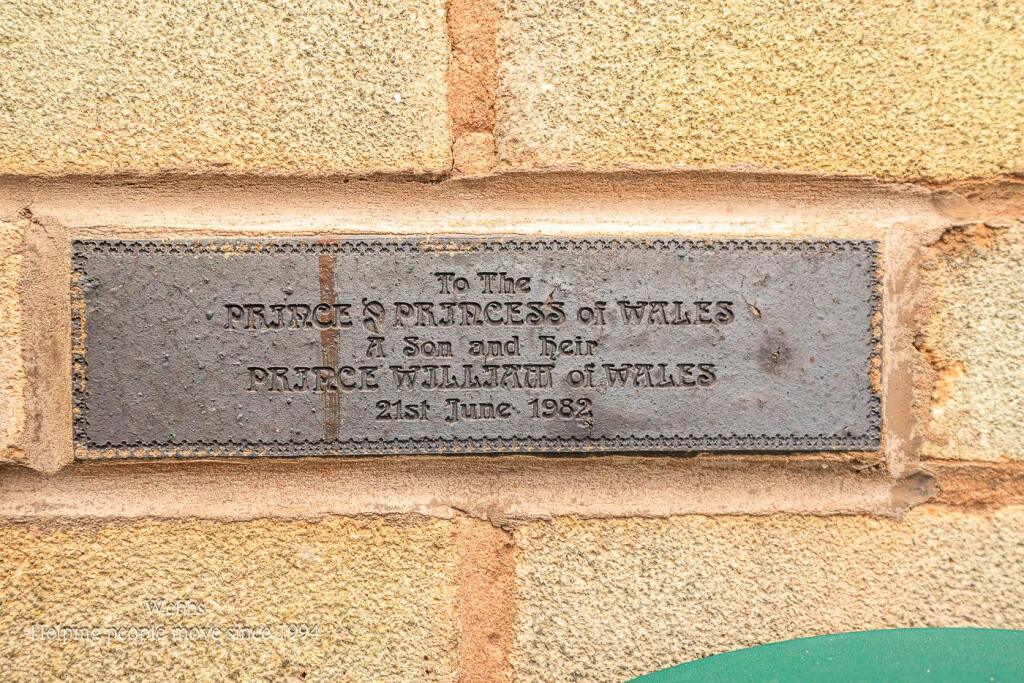 To The
PRINCE & PRINCESS of WALES
A Son and Heir
PRINCE WILLIAM of WALES
21st June 1982
Webbs
Helping people move since 1994